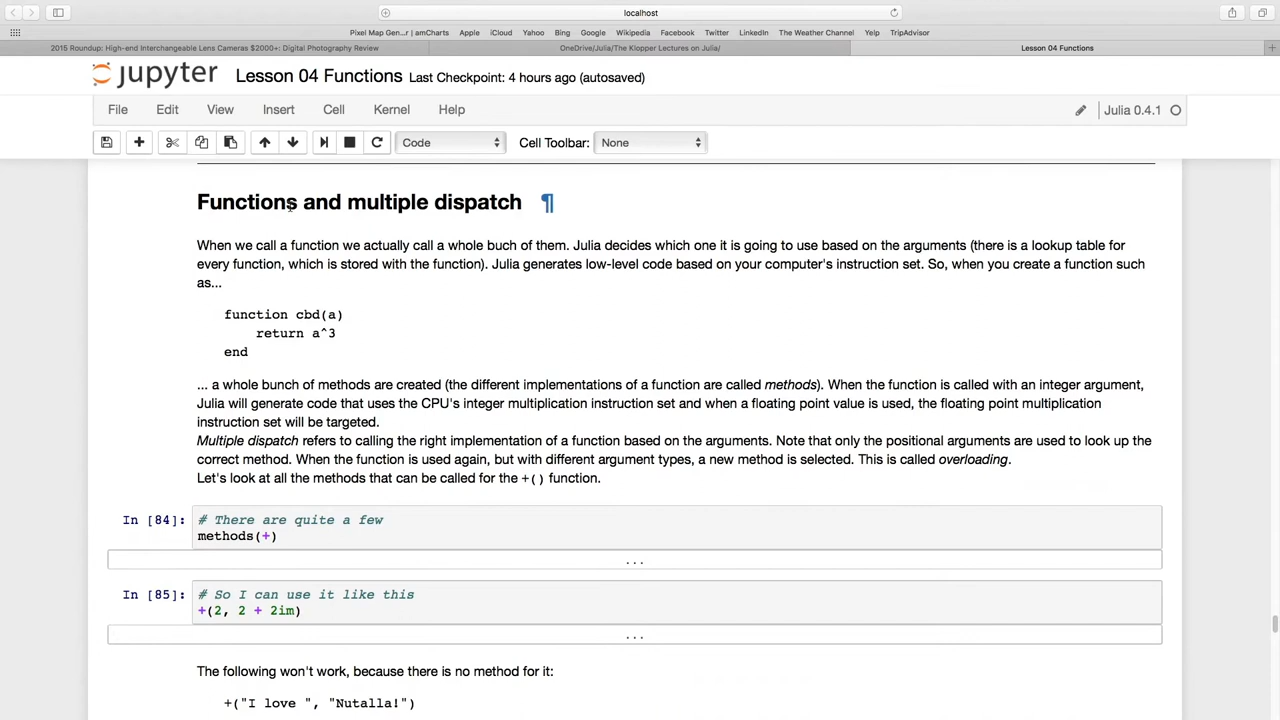 localhost
Pixel Map Gen...r | amCharts Apple iCloud Yahoo Bing Google Wikipedia Facebook Twitter LinkedIn The Weather Channel Yelp TripAdvisor
2015 Roundup: High-end Interchangeable Lens Cameras $2000+: Digital Photography Review OneDrive/Julia/The Klopper Lectures on Julia/ Lesson 04 Functions
jupyter Lesson 04 Functions Last Checkpoint: 4 hours ago (autosaved)
File Edit View Insert Cell Kernel Help Julia 0.4.1
Code Cell Toolbar: None
Functions and multiple dispatch ¶
When we call a function we actually call a whole buch of them. Julia decides which one it is going to use based on the arguments (there is a lookup table for
every function, which is stored with the function). Julia generates low-level code based on your computer's instruction set. So, when you create a function such
as...
function cbd(a)
return a^3
end
... a whole bunch of methods are created (the different implementations of a function are called methods). When the function is called with an integer argument,
Julia will generate code that uses the CPU's integer multiplication instruction set and when a floating point value is used, the floating point multiplication
instruction set will be targeted.
Multiple dispatch refers to calling the right implementation of a function based on the arguments. Note that only the positional arguments are used to look up the
correct method. When the function is used again, but with different argument types, a new method is selected. This is called overloading.
Let's look at all the methods that can be called for the +() function.
In [84]: # There are quite a few
methods(+)
...
In [85]: # So I can use it like this
+(2, 2 + 2im)
...
The following won't work, because there is no method for it:
+("I love ", "Nutalla!")